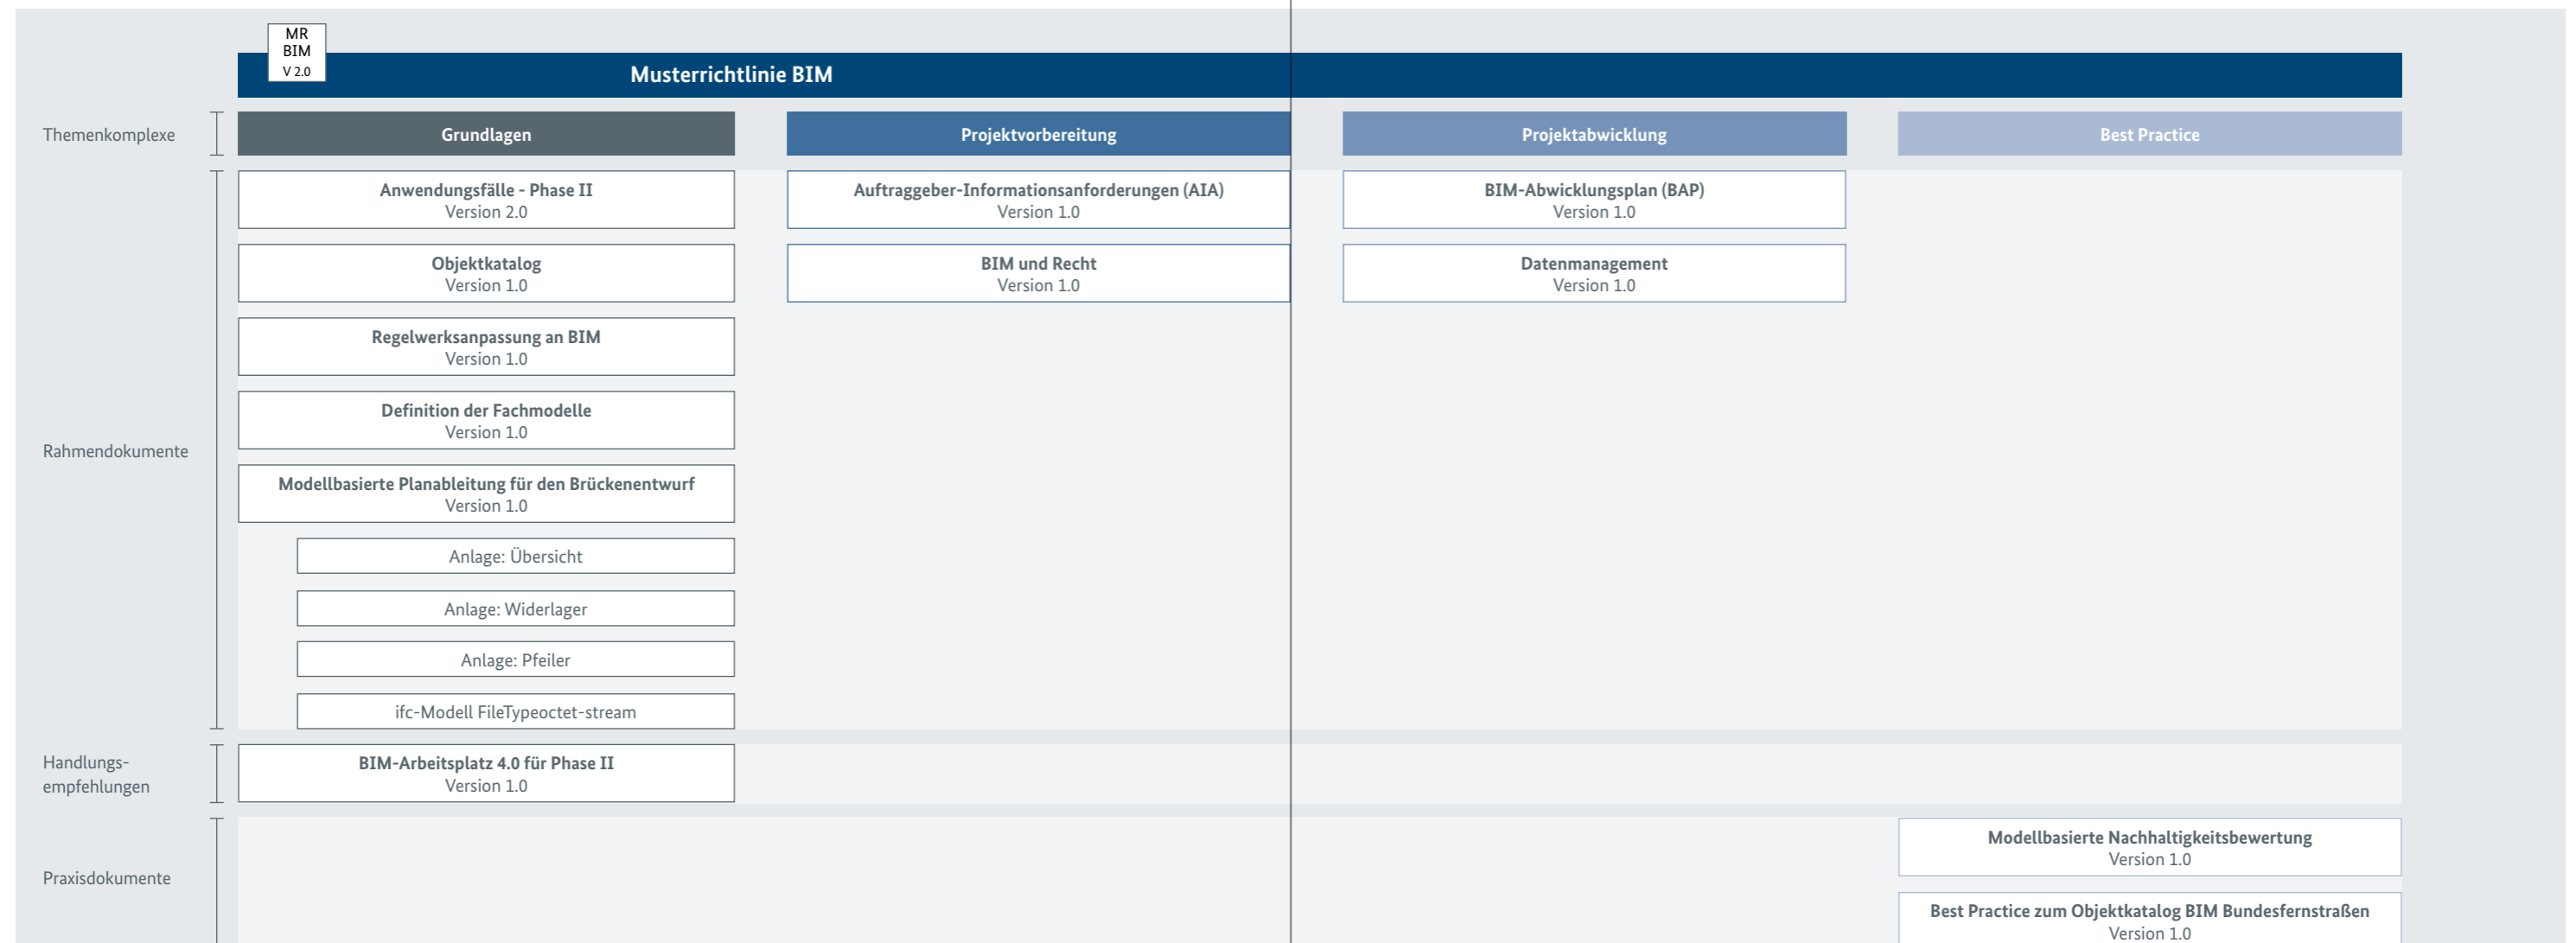 MR
BIM
V 2.0
Musterrichtlinie BIM
Themenkomplexe
Grundlagen
Projektvorbereitung
Projektabwicklung
Best Practice
Rahmendokumente
Anwendungsfälle - Phase II
Version 2.0
Objektkatalog
Version 1.0
Regelwerksanpassung an BIM
Version 1.0
Definition der Fachmodelle
Version 1.0
Modellbasierte Planableitung für den Brückenentwurf
Version 1.0
Anlage: Übersicht
Anlage: Widerlager
Anlage: Pfeiler
ifc-Modell FileTypeoctet-stream
Auftraggeber-Informationsanforderungen (AIA)
Version 1.0
BIM und Recht
Version 1.0
BIM-Abwicklungsplan (BAP)
Version 1.0
Datenmanagement
Version 1.0
Handlungs-
empfehlungen
BIM-Arbeitsplatz 4.0 für Phase II
Version 1.0
Praxisdokumente
Modellbasierte Nachhaltigkeitsbewertung
Version 1.0
Best Practice zum Objektkatalog BIM Bundesfernstraßen
Version 1.0